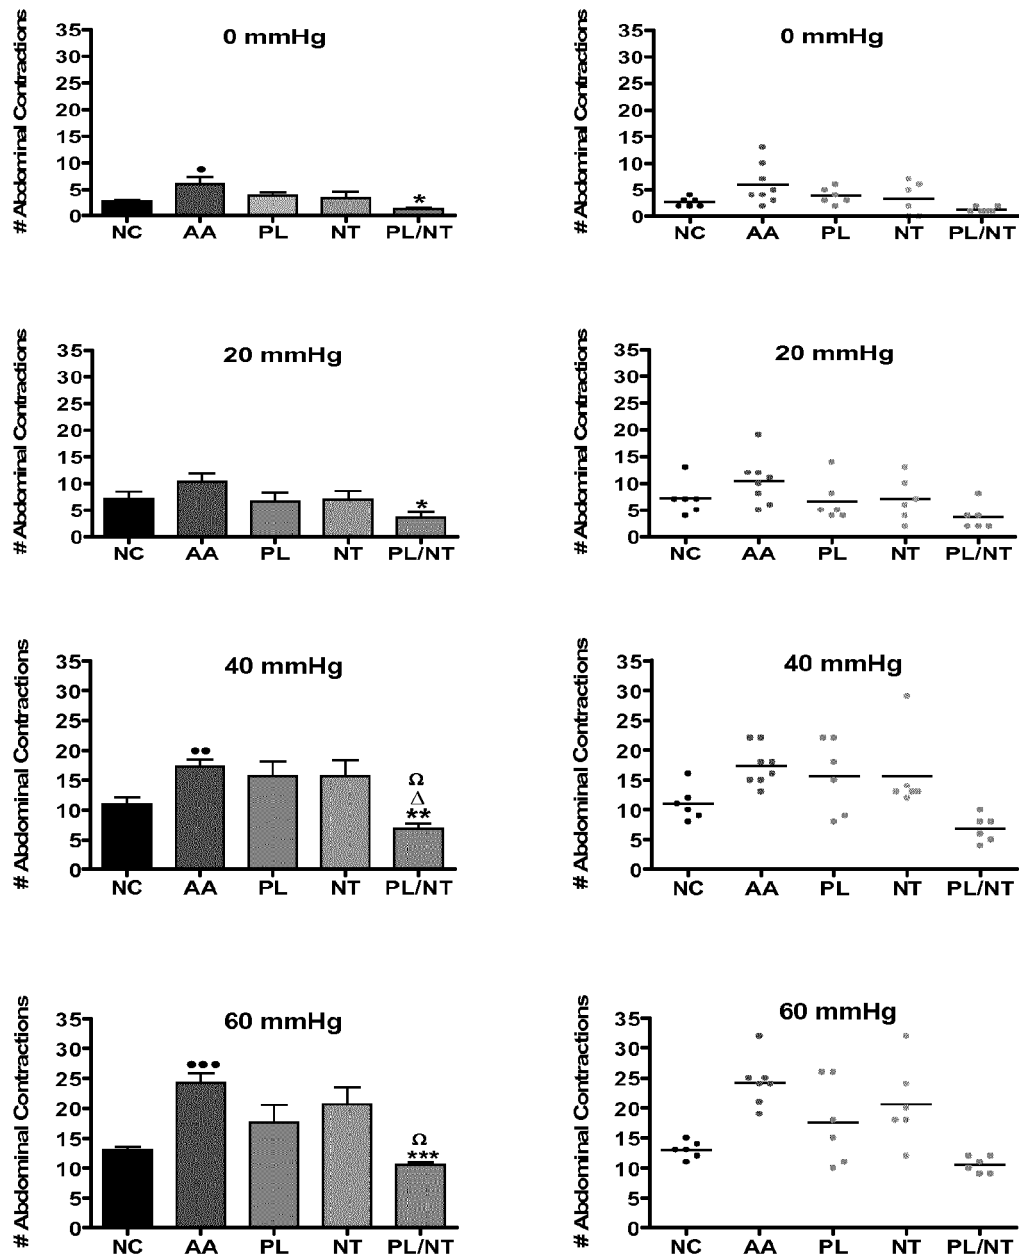 # Abdominal Contractions
0 mmHg
35
30
25
20
15
10
5
0
•
*
NC AA PL NT PL/NT
# Abdominal Contractions
0 mmHg
35
30
25
20
15
10
5
0
NC AA PL NT PL/NT
# Abdominal Contractions
20 mmHg
35
30
25
20
15
10
5
0
*
NC AA PL NT PL/NT
# Abdominal Contractions
20 mmHg
35
30
25
20
15
10
5
0
NC AA PL NT PL/NT
# Abdominal Contractions
40 mmHg
35
30
25
20
15
10
5
0
••
Ω
Δ
**
NC AA PL NT PL/NT
# Abdominal Contractions
40 mmHg
35
30
25
20
15
10
5
0
NC AA PL NT PL/NT
# Abdominal Contractions
60 mmHg
35
30
25
20
15
10
5
0
•••
Ω
***
NC AA PL NT PL/NT
# Abdominal Contractions
60 mmHg
35
30
25
20
15
10
5
0
NC AA PL NT PL/NT